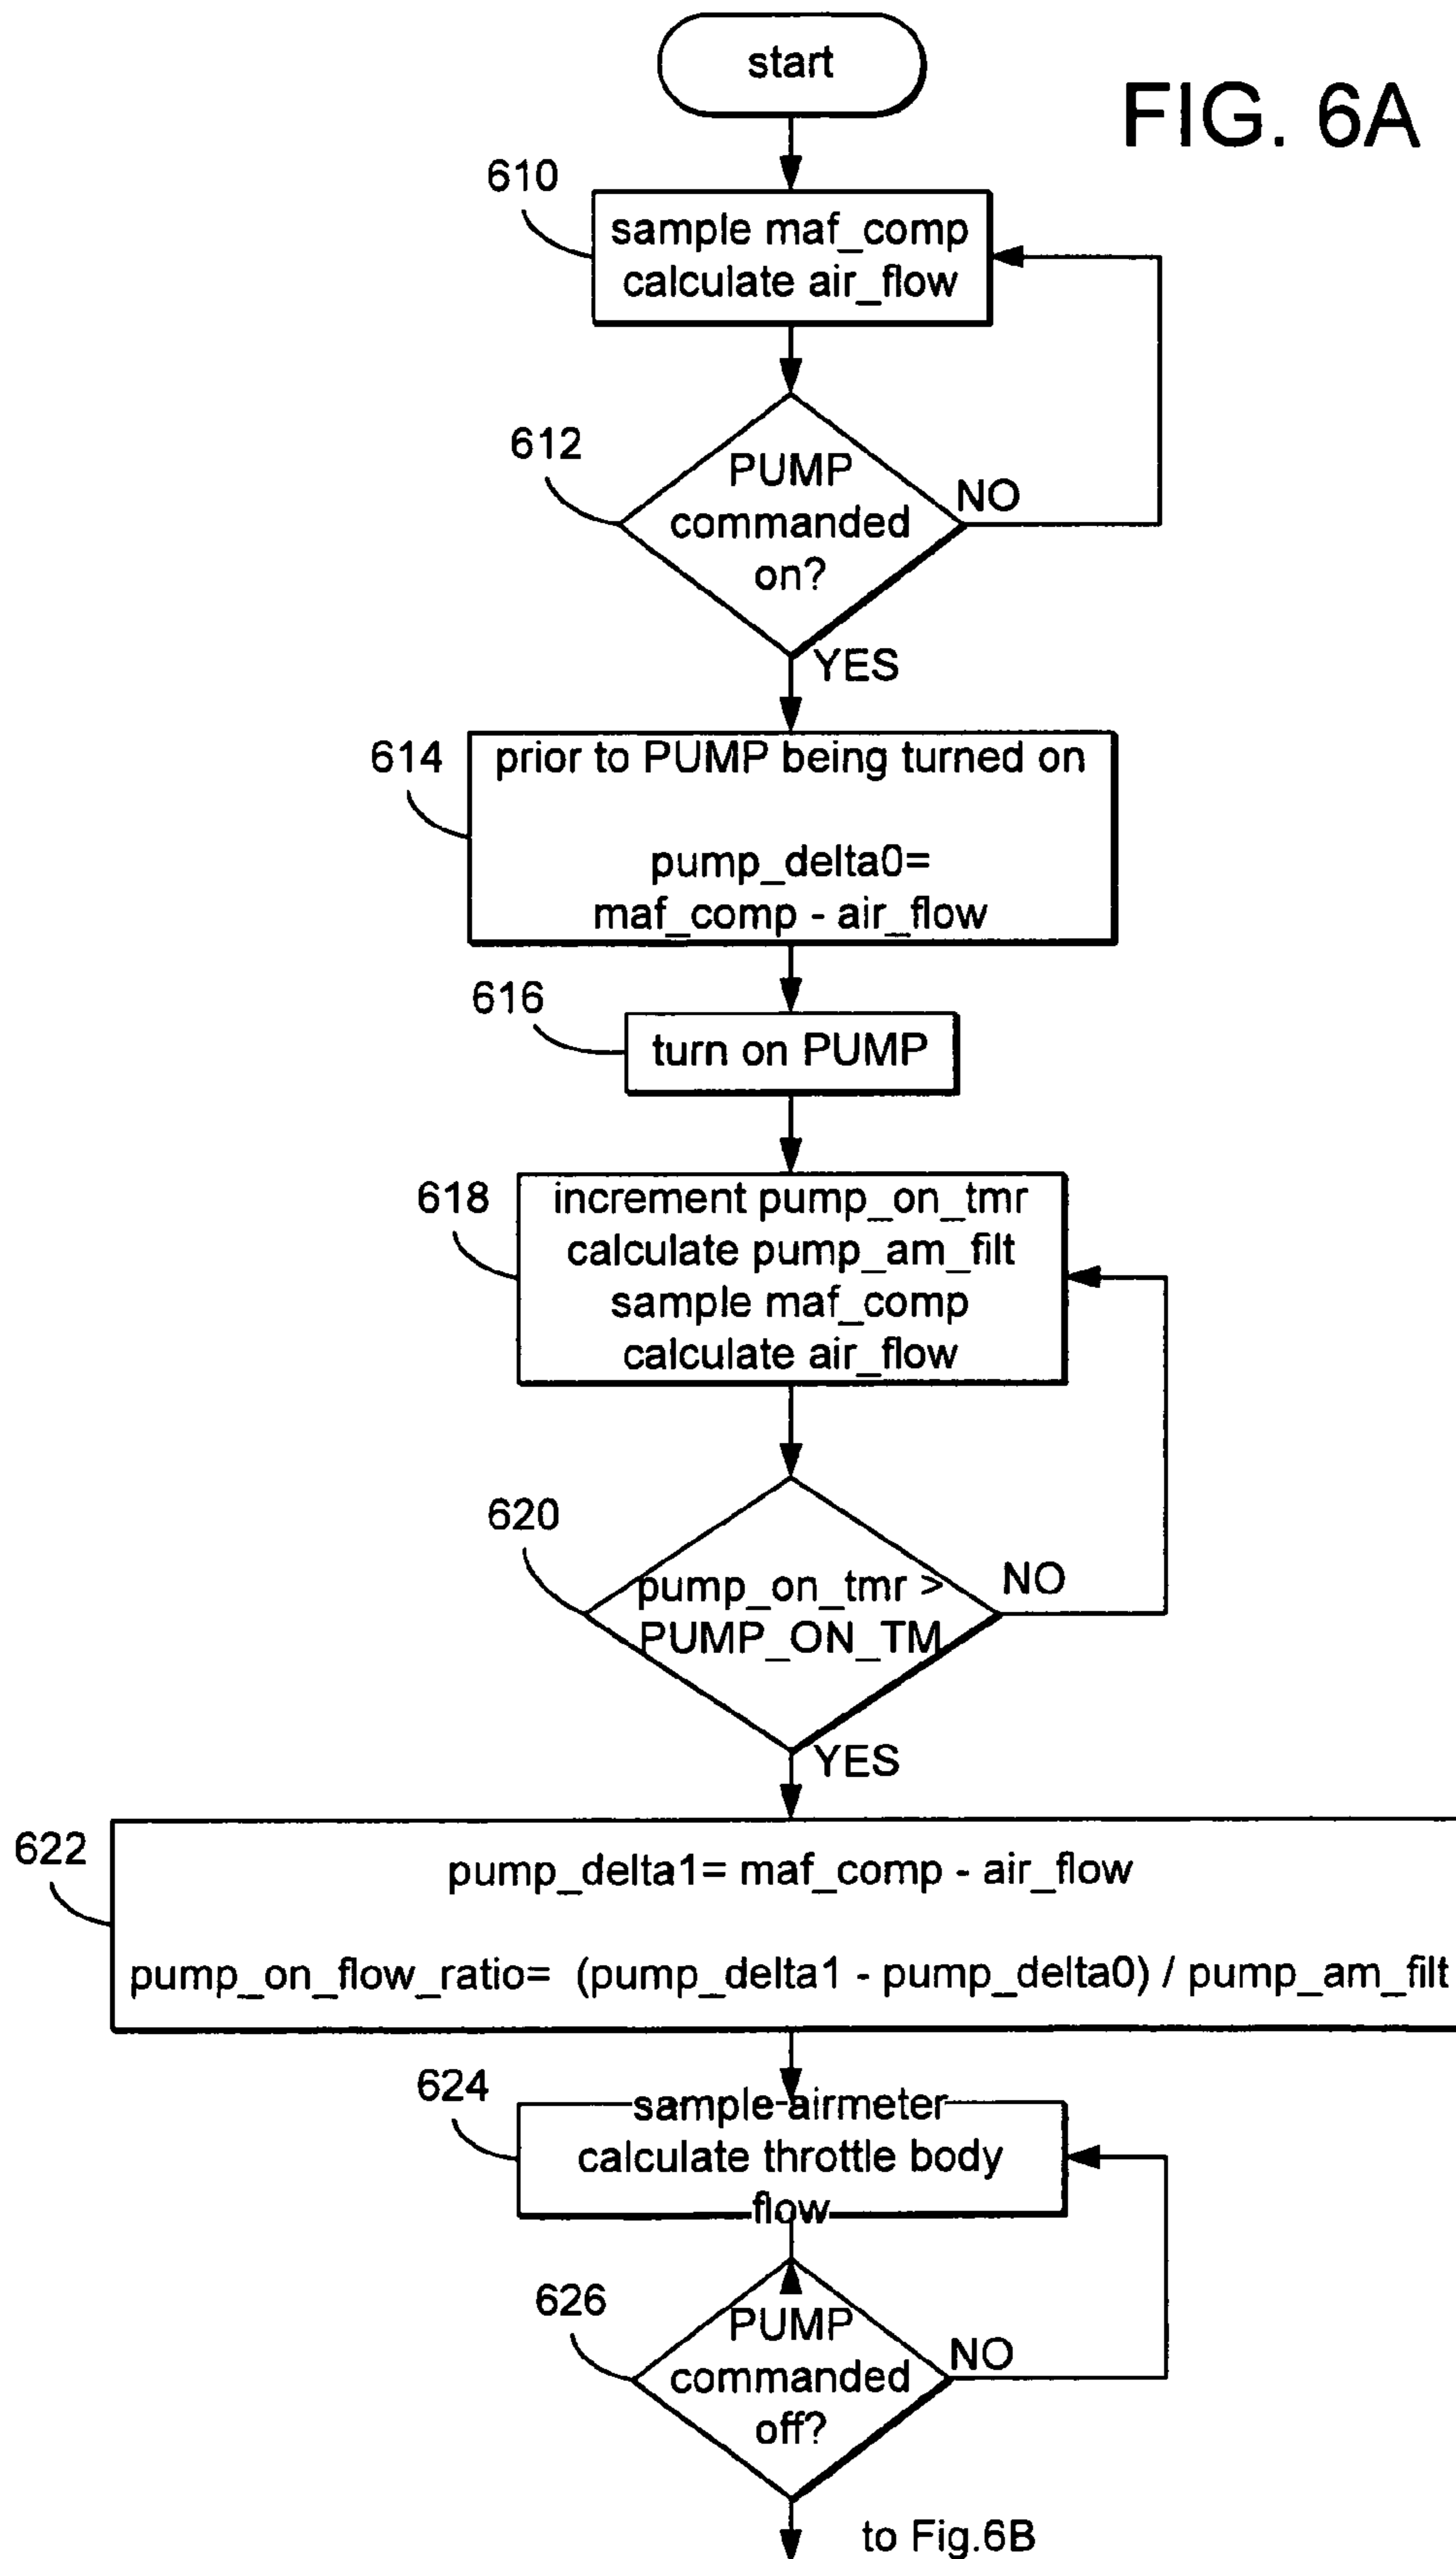 start
FIG. 6A
610
sample maf_comp
calculate air_flow
612
PUMP
commanded
on?
NO
YES
614
prior to PUMP being turned on
pump_delta0=
maf_comp - air_flow
616
turn on PUMP
618
increment pump_on_tmr
calculate pump_am_filt
sample maf_comp
calculate air_flow
620
pump_on_tmr >
PUMP_ON_TM
NO
YES
622
pump_delta1= maf_comp - air_flow
pump_on_flow_ratio= (pump_delta1 - pump_delta0) / pump_am_filt
624
sample airmeter
calculate throttle body
flow
626
PUMP
commanded
off?
NO
to Fig.6B